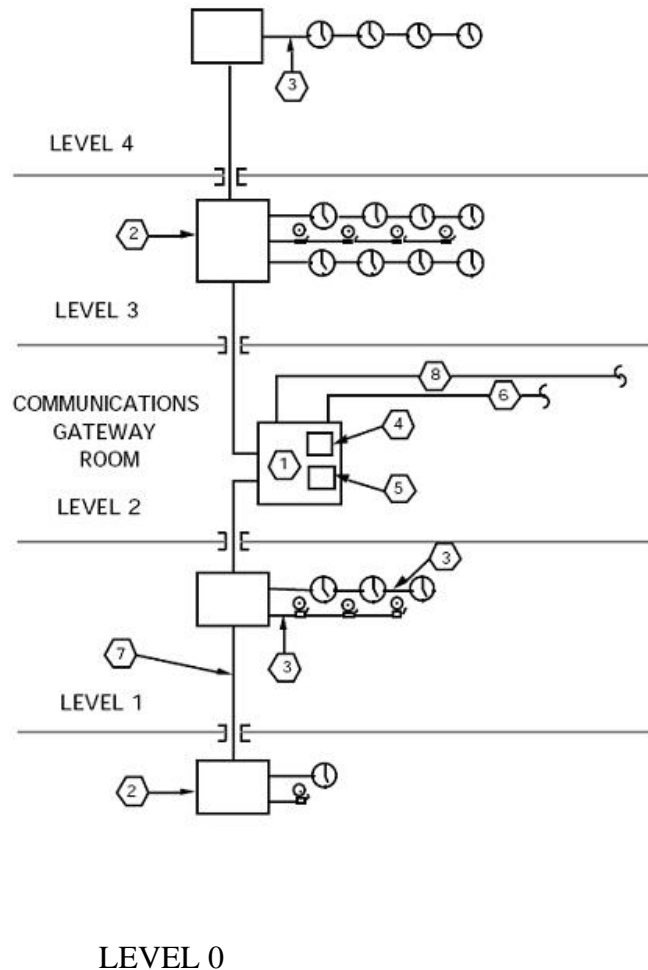 3
LEVEL 4
2
LEVEL 3
8
6
COMMUNICATIONS
GATEWAY
ROOM
4
1
5
LEVEL 2
3
7
3
LEVEL 1
2
LEVEL 0